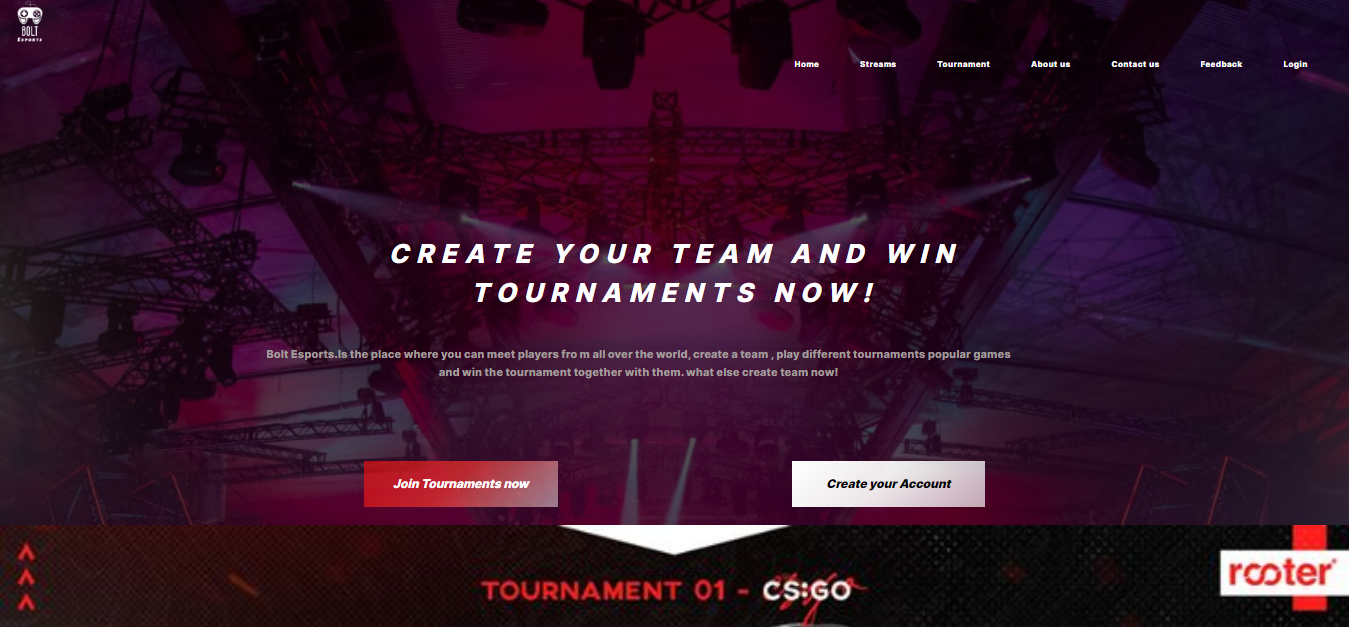 BOLT
ESPORTS
Home Streams Tournament About us Contact us Feedback Login
CREATE YOUR TEAM AND WIN
TOURNAMENTS NOW!
Bolt Esports.Is the place where you can meet players fro m all over the world, create a team , play different tournaments popular games
and win the tournament together with them. what else create team now!
Join Tournaments now Create your Account
TOURNAMENT 01 - CS:GO
rooter